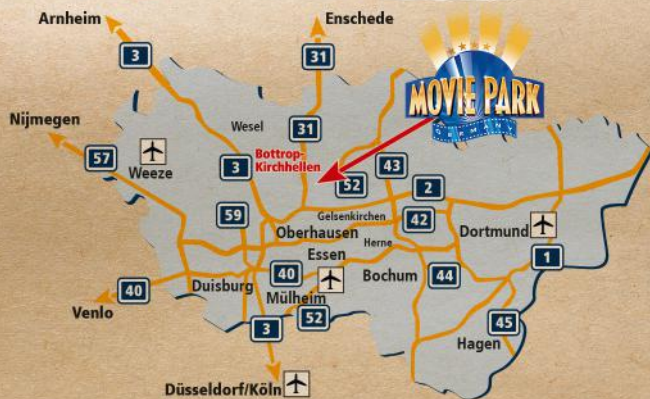 Arnheim
Enschede
3
31
MOVIE PARK
GERMANY
Nijmegen
Wesel
31
57
Weeze
3
Bottrop-
Kirchhellen
52
43
2
59
Gelsenkirchen
42
Oberhausen
Herne
Dortmund
Essen
1
40
40
Duisburg
Mülheim
Bochum
44
Venlo
3
52
45
Hagen
Düsseldorf/Köln